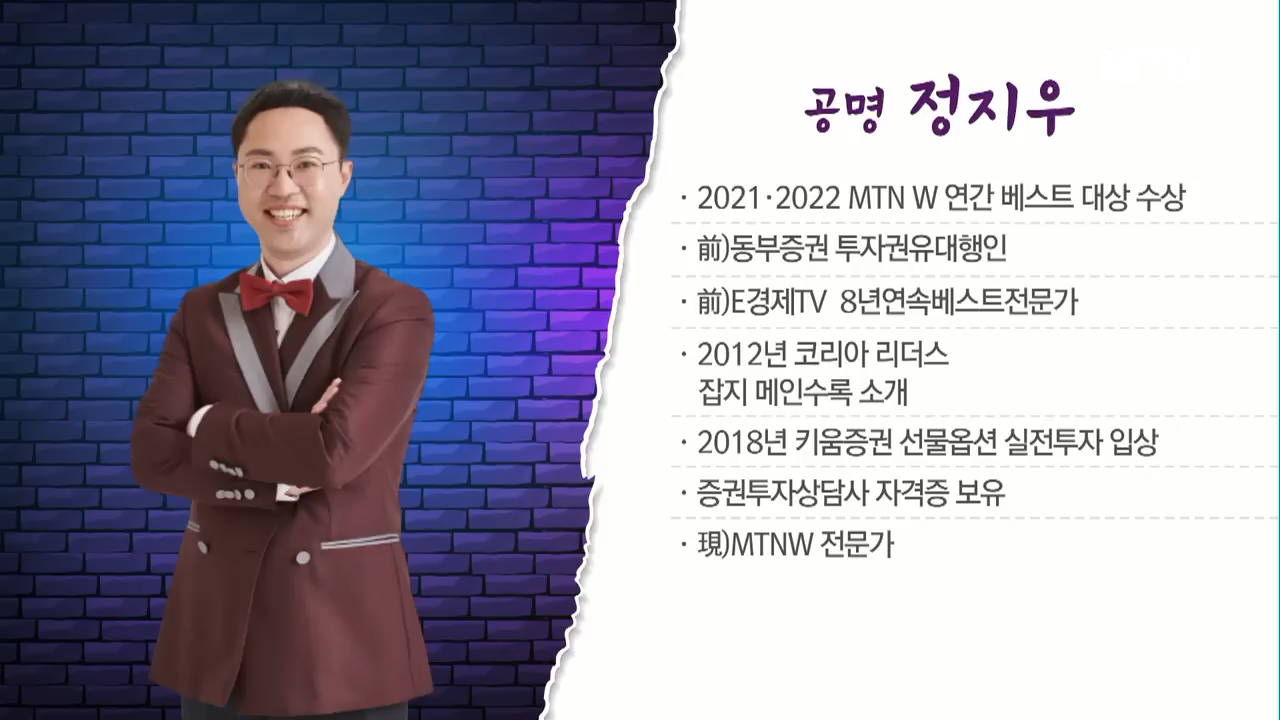 공명 정지우
· 2021·2022 MTN W 연간 베스트 대상 수상
· 前)동부증권 투자권유대행인
· 前)E경제TV 8년연속베스트전문가
· 2012년 코리아 리더스
잡지 메인수록 소개
· 2018년 키움증권 선물옵션 실전투자 입상
· 증권투자상담사 자격증 보유
· 現)MTNW 전문가